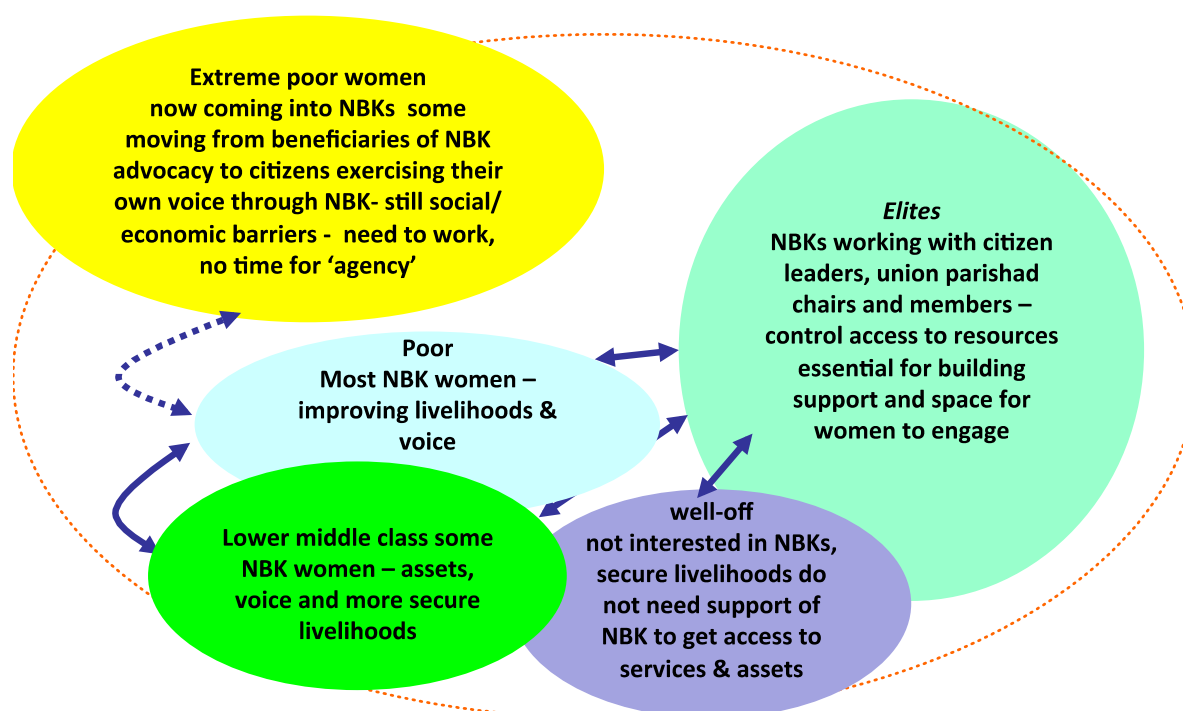 Extreme poor women
now coming into NBKs  some
moving from beneficiaries of NBK
advocacy to citizens exercising their
own voice through NBK- still social/
economic barriers -  need to work,
no time for ‘agency’
Elites
NBKs working with citizen
leaders, union parishad
chairs and members –
control access to resources
essential for building
support and space for
women to engage
Poor
Most NBK women –
improving livelihoods &
voice
Lower middle class some
NBK women – assets,
voice and more secure
livelihoods
well-off
not interested in NBKs,
secure livelihoods do
not need support of
NBK to get access to
services & assets